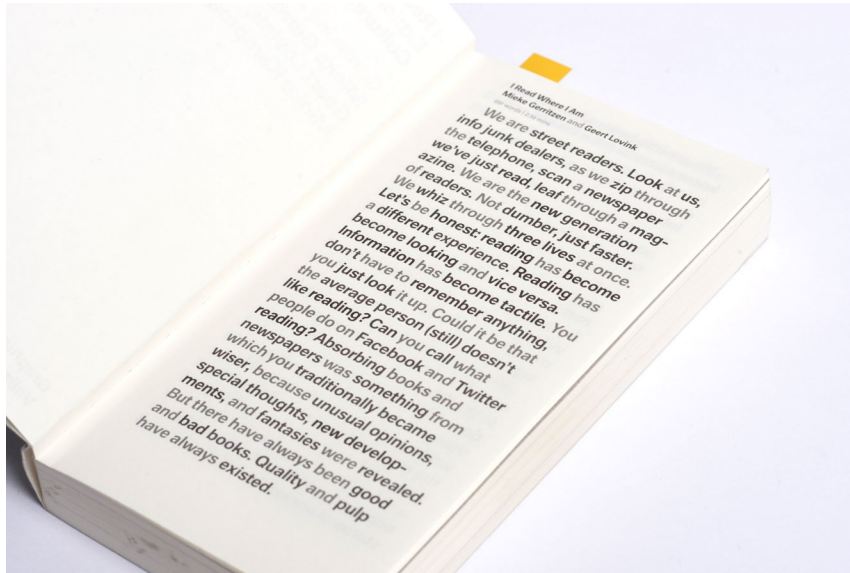 I Read Where I Am
Mieke Gerritzen and Geert Lovink
We are street readers. Look at us,
info junk dealers, as we zip through
the telephone, scan a newspaper
we've just read, leaf through a mag-
azine. We are the new generation
of readers. Not dumber, just faster.
We whiz through three lives at once.
Let's be honest: reading has become
a different experience. Reading has
become looking and vice versa.
Information has become tactile. You
don't have to remember anything,
you just look it up. Could it be that
the average person (still) doesn't
like reading? Can you call what
people do on Facebook and Twitter
reading? Absorbing books and
newspapers was something from
which you traditionally became
wiser, because unusual opinions,
special thoughts, new develop-
ments, and fantasies were revealed.
But there have always been good
and bad books. Quality and pulp
have always existed.